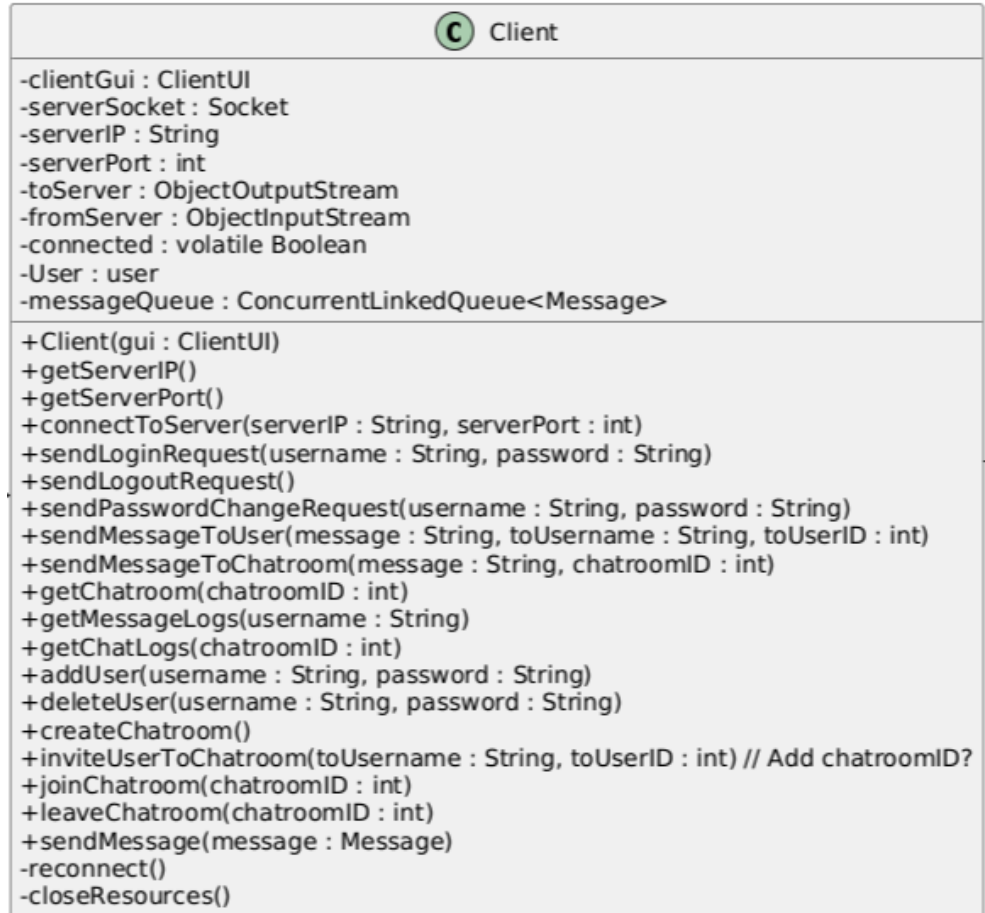 C Client
-clientGui : ClientUI
-serverSocket : Socket
-serverIP : String
-serverPort : int
-toServer : ObjectOutputStream
-fromServer : ObjectInputStream
-connected : volatile Boolean
-User : user
-messageQueue : ConcurrentLinkedQueue<Message>
+Client(gui : ClientUI)
+getServerIP()
+getServerPort()
+connectToServer(serverIP : String, serverPort : int)
+sendLoginRequest(username : String, password : String)
+sendLogoutRequest()
+sendPasswordChangeRequest(username : String, password : String)
+sendMessageToUser(message : String, toUsername : String, toUserID : int)
+sendMessageToChatroom(message : String, chatroomID : int)
+getChatroom(chatroomID : int)
+getMessageLogs(username : String)
+getChatLogs(chatroomID : int)
+addUser(username : String, password : String)
+deleteUser(username : String, password : String)
+createChatroom()
+inviteUserToChatroom(toUsername : String, toUserID : int) // Add chatroomID?
+joinChatroom(chatroomID : int)
+leaveChatroom(chatroomID : int)
+sendMessage(message : Message)
-reconnect()
-closeResources()